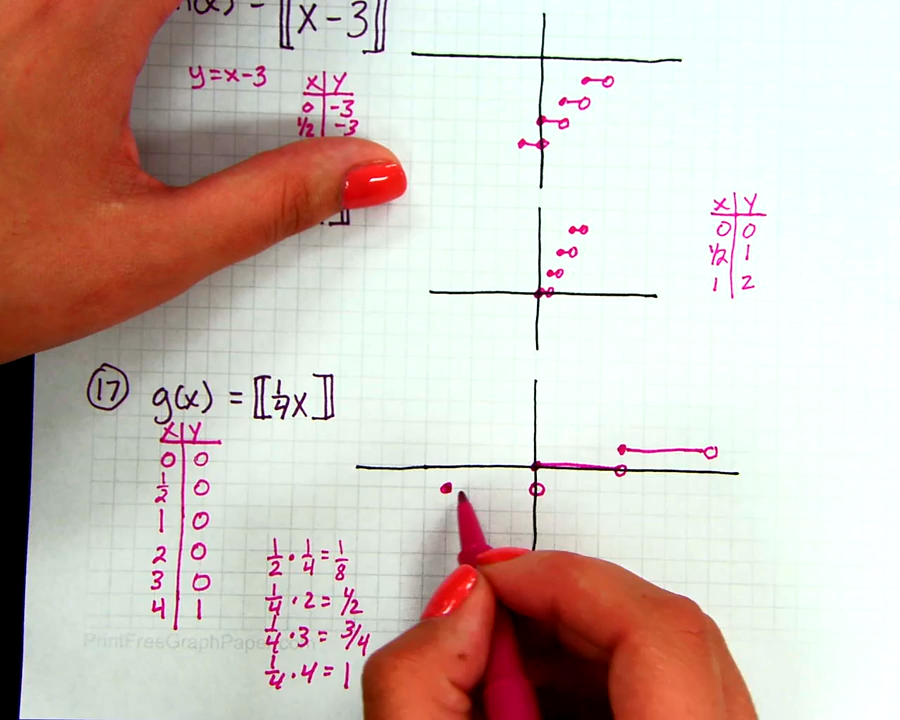 [[x-3]]
y=x-3
X Y
0 -3
1/2 -3
X Y
0 0
1/2 1
1 2
17 g(x) = [[1/4x]]
X Y
0 0
1/2 0
1 0
2 0
3 0
4 1
1/2 · 1/4 = 1/8
1/4 · 2 = 1/2
1/4 · 3 = 3/4
1/4 · 4 = 1
PrintFreeGraphPape